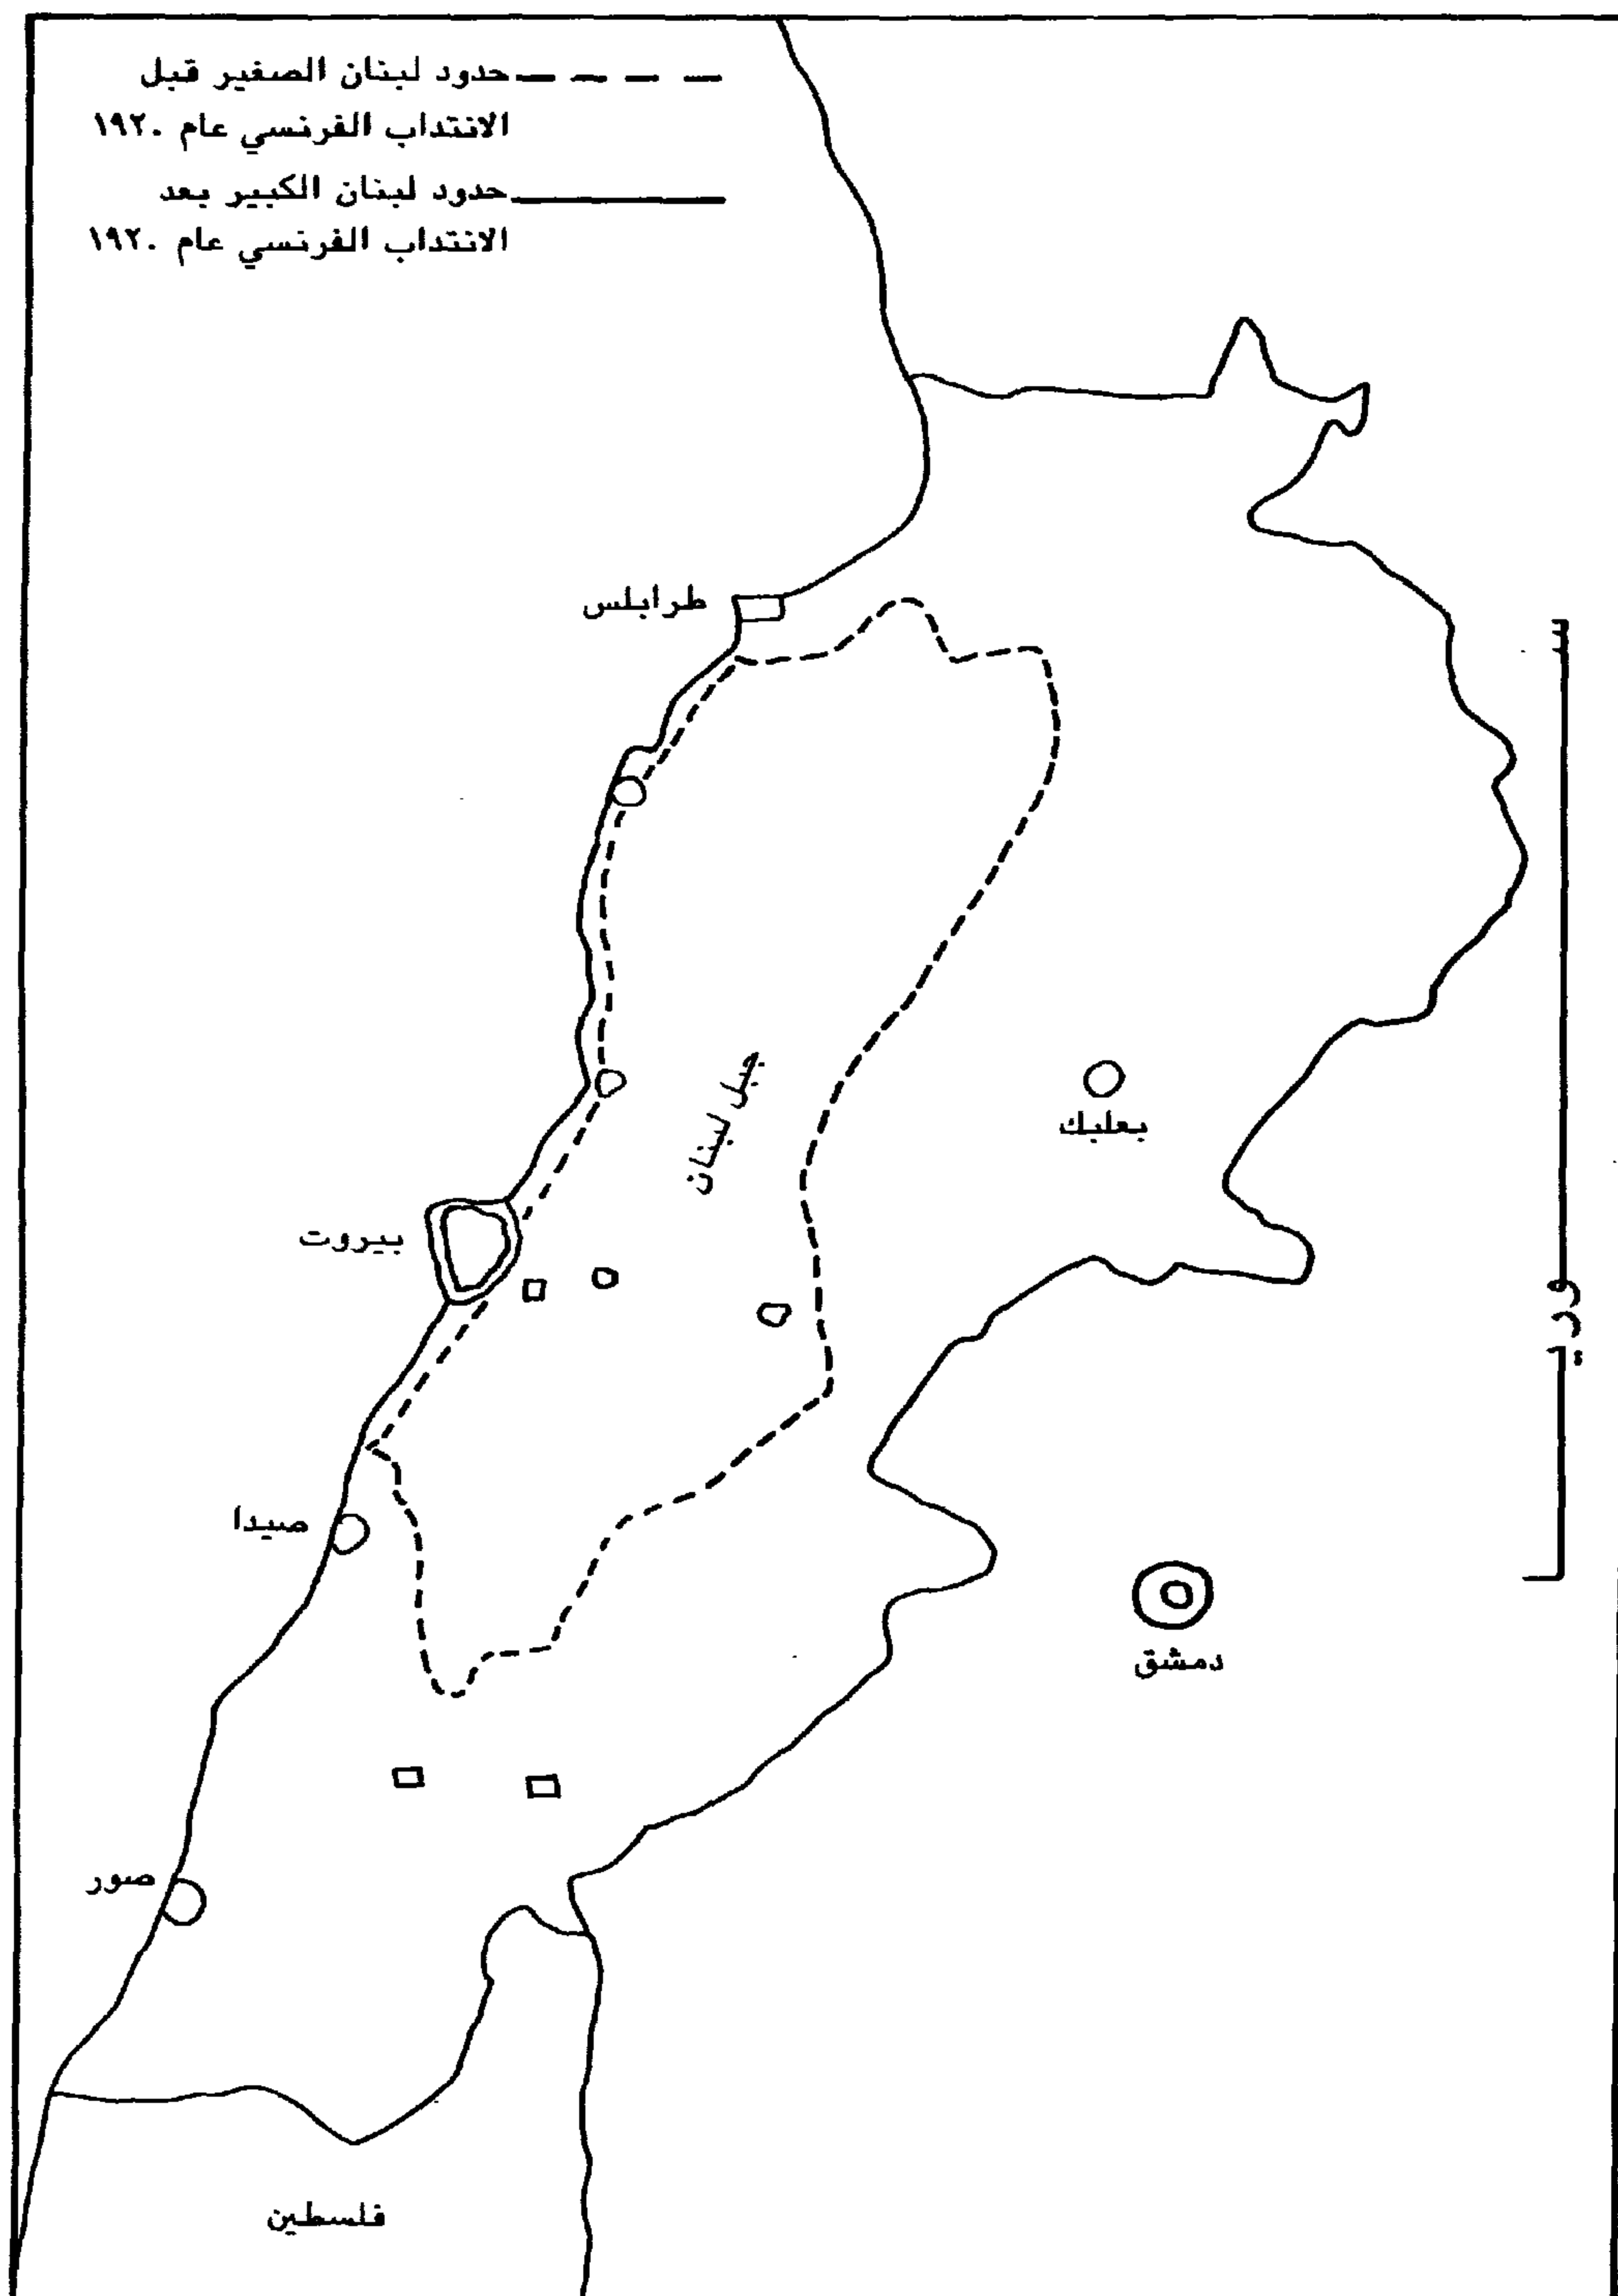 حدود لبنان الصغير قبل
الانتداب الفرنسي عام ١٩٢٠
حدود لبنان الكبير بعد
الانتداب الفرنسي عام ١٩٢٠
طرابلس
جبل لبنان
بعلبك
بيروت
سوريا
صيدا
دمشق
صور
فلسطين